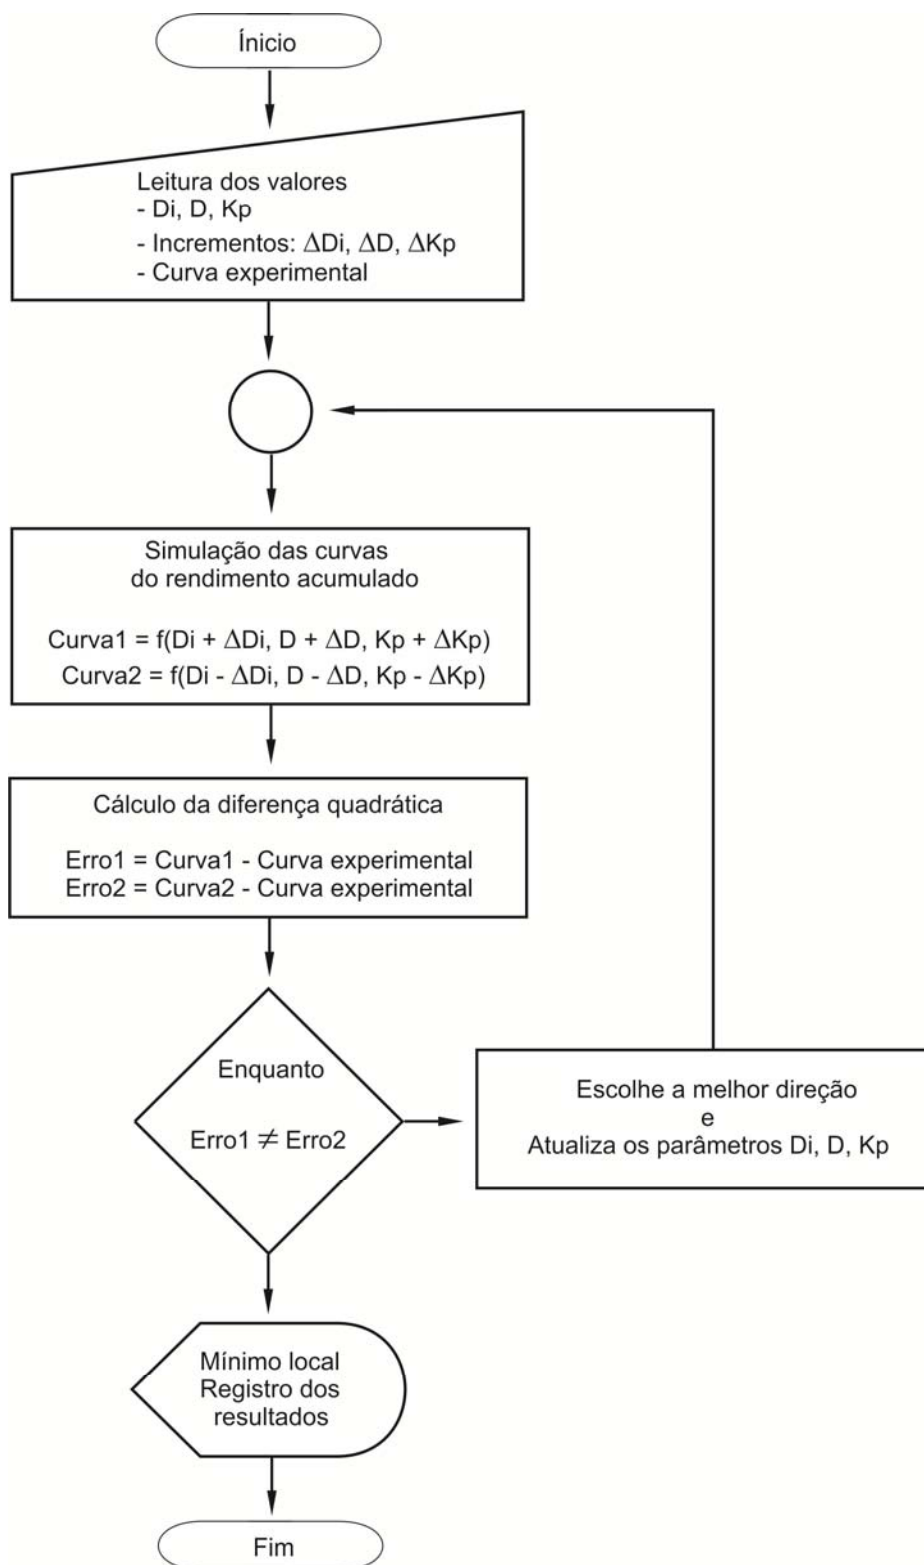 Ínicio
Leitura dos valores
- Di, D, Kp
- Incrementos: ΔDi, ΔD, ΔKp
- Curva experimental
Simulação das curvas
do rendimento acumulado
Curva1 = f(Di + ΔDi, D + ΔD, Kp + ΔKp)
Curva2 = f(Di - ΔDi, D - ΔD, Kp - ΔKp)
Cálculo da diferença quadrática
Erro1 = Curva1 - Curva experimental
Erro2 = Curva2 - Curva experimental
Enquanto
Erro1 ≠ Erro2
Escolhe a melhor direção
e
Atualiza os parâmetros Di, D, Kp
Mínimo local
Registro dos
resultados
Fim